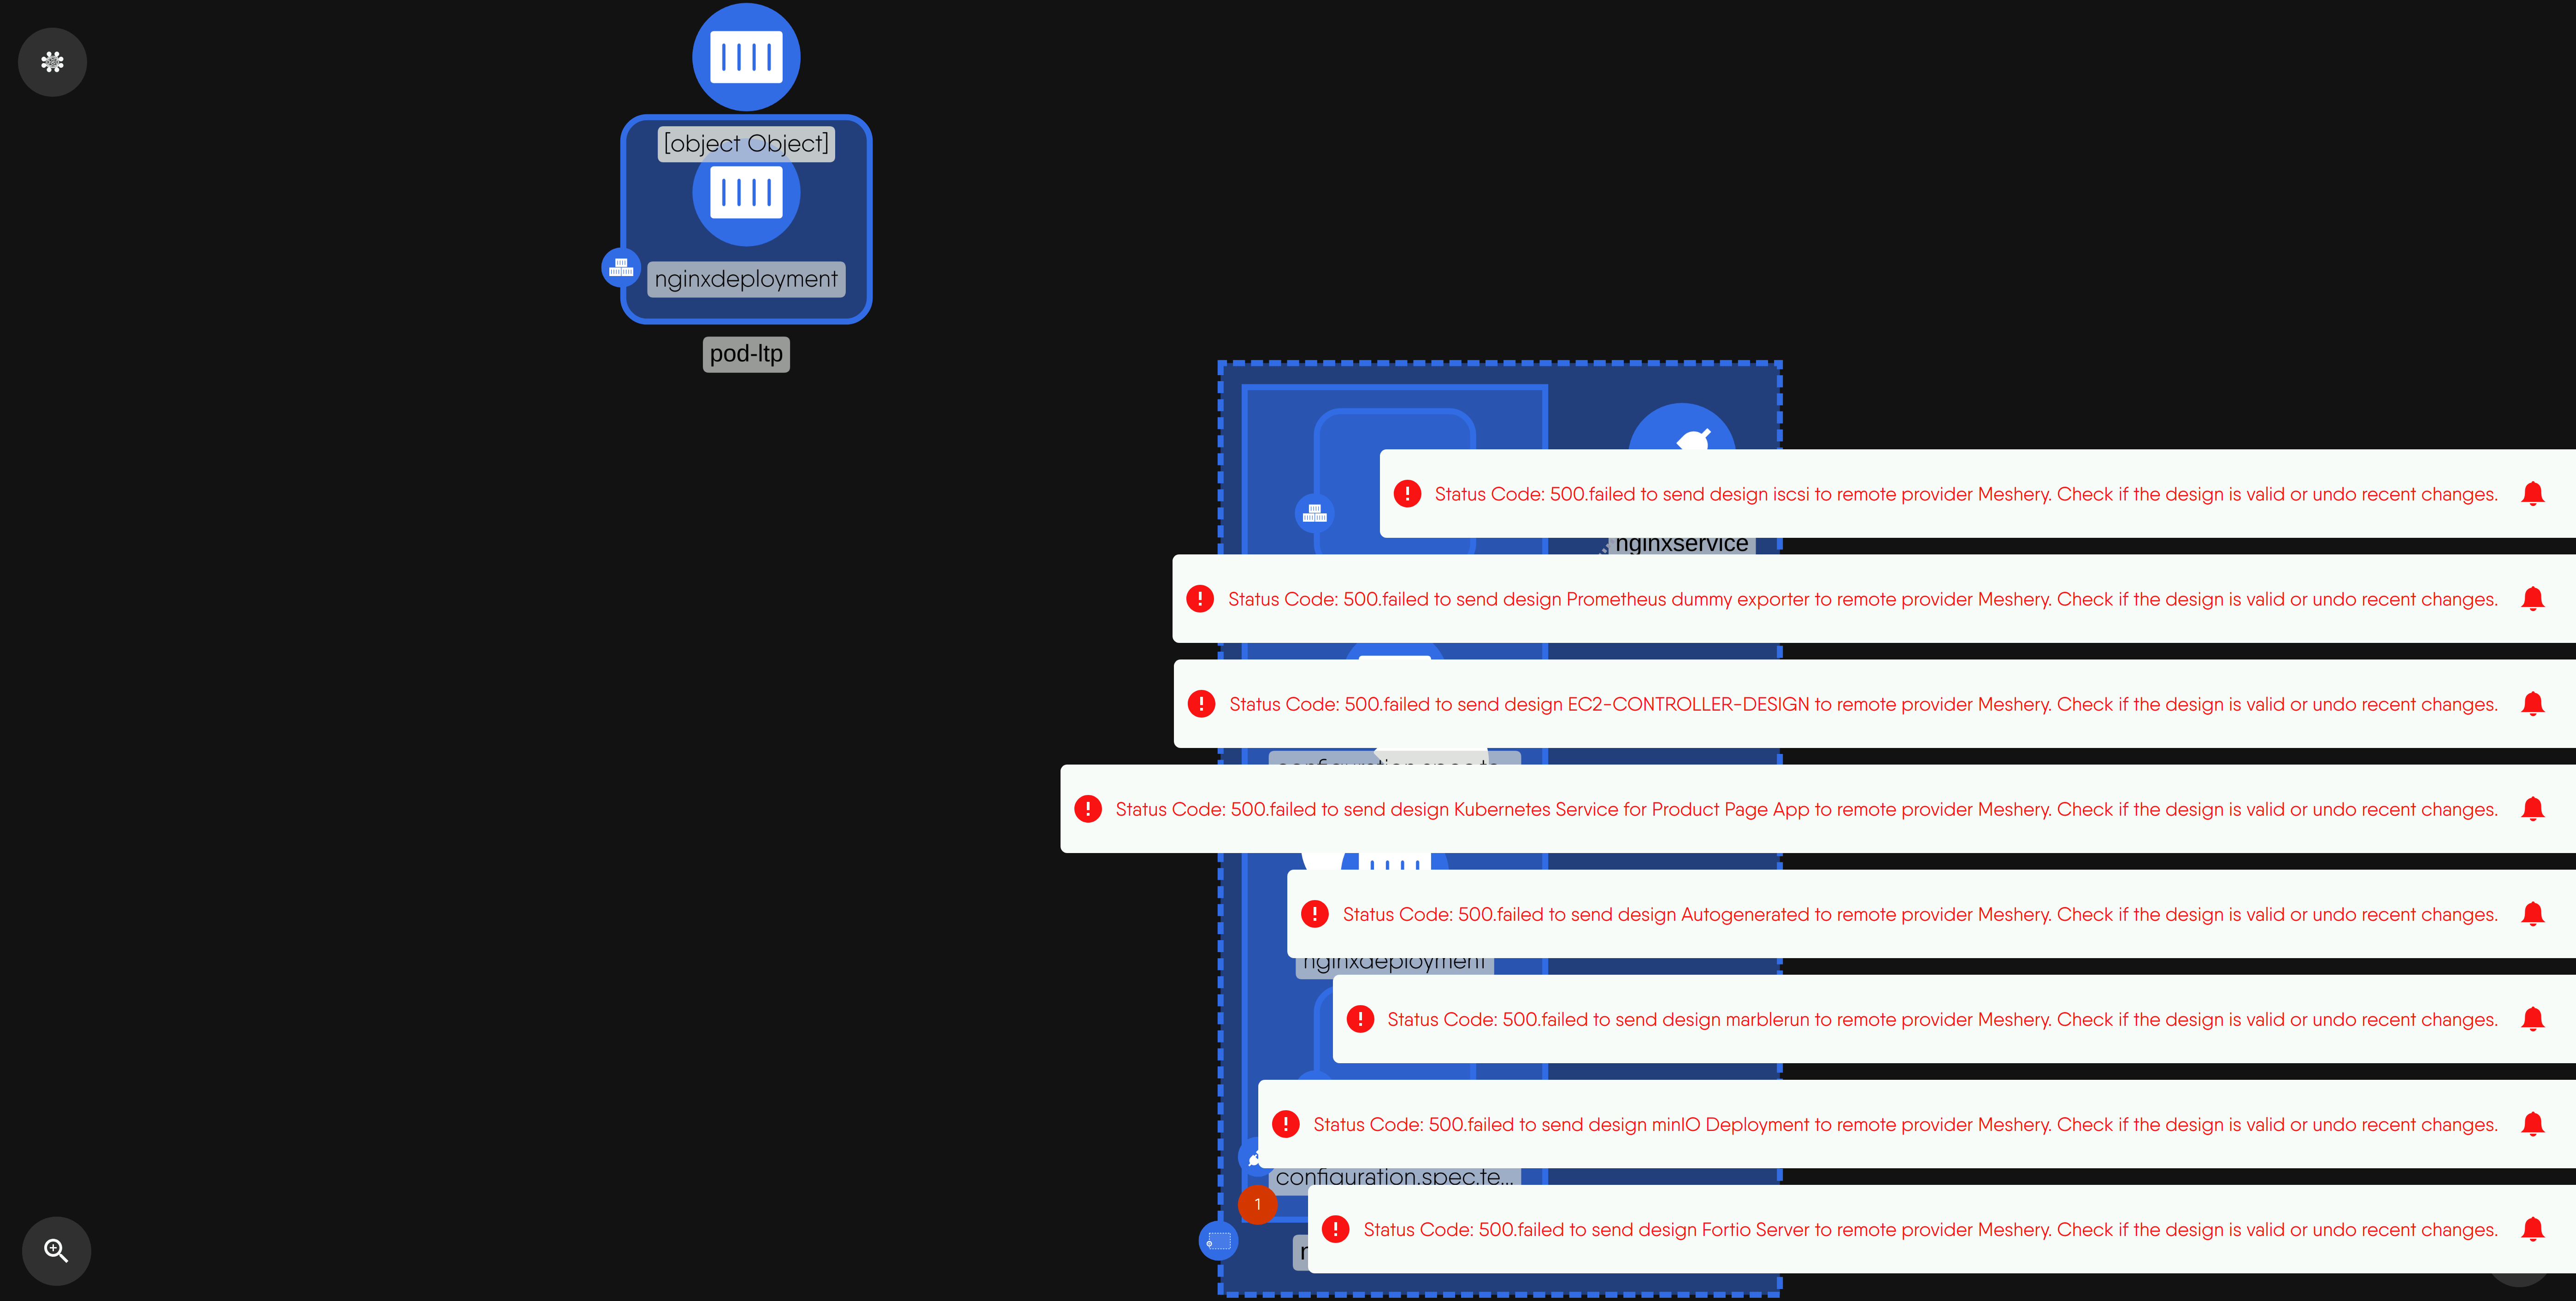 [object Object]
nginxdeployment
pod-ltp
Status Code: 500.failed to send design iscsi to remote provider Meshery. Check if the design is valid or undo recent changes.
nginxservice
Status Code: 500.failed to send design Prometheus dummy exporter to remote provider Meshery. Check if the design is valid or undo recent changes.
Status Code: 500.failed to send design EC2-CONTROLLER-DESIGN to remote provider Meshery. Check if the design is valid or undo recent changes.
configuration.spec.te...
Status Code: 500.failed to send design Kubernetes Service for Product Page App to remote provider Meshery. Check if the design is valid or undo recent changes.
Status Code: 500.failed to send design Autogenerated to remote provider Meshery. Check if the design is valid or undo recent changes.
nginxdeployment
Status Code: 500.failed to send design marblerun to remote provider Meshery. Check if the design is valid or undo recent changes.
Status Code: 500.failed to send design minIO Deployment to remote provider Meshery. Check if the design is valid or undo recent changes.
configuration.spec.te...
1
Status Code: 500.failed to send design Fortio Server to remote provider Meshery. Check if the design is valid or undo recent changes.